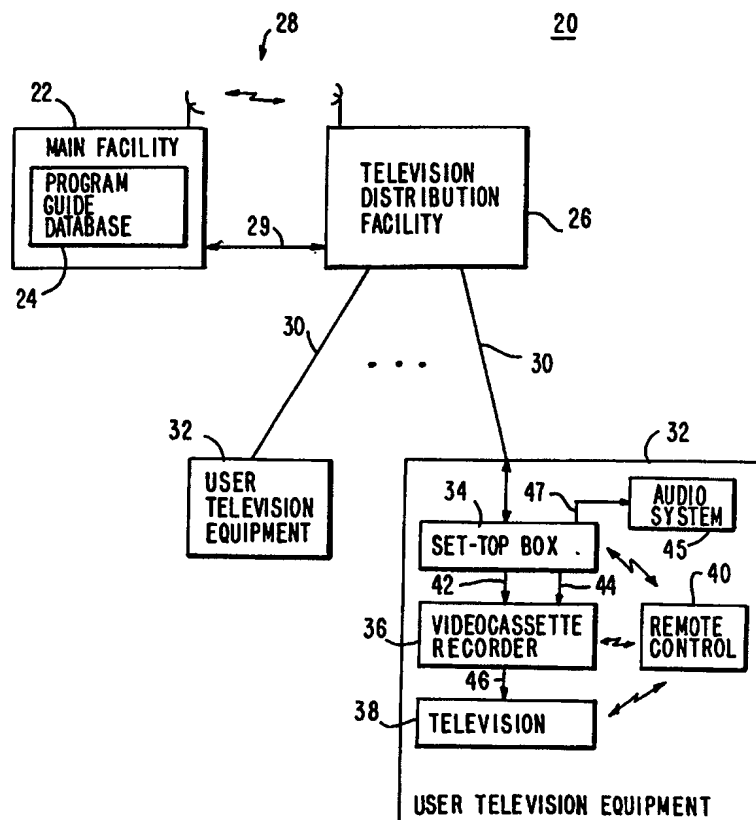 28
20
22
MAIN FACILITY
PROGRAM
GUIDE
DATABASE
24
29
TELEVISION
DISTRIBUTION
FACILITY
26
30
30
...
32
USER
TELEVISION
EQUIPMENT
32
34
47
AUDIO
SYSTEM
45
SET-TOP BOX
42
44
40
36
VIDEOCASSETTE
RECORDER
REMOTE
CONTROL
46
38
TELEVISION
USER TELEVISION EQUIPMENT